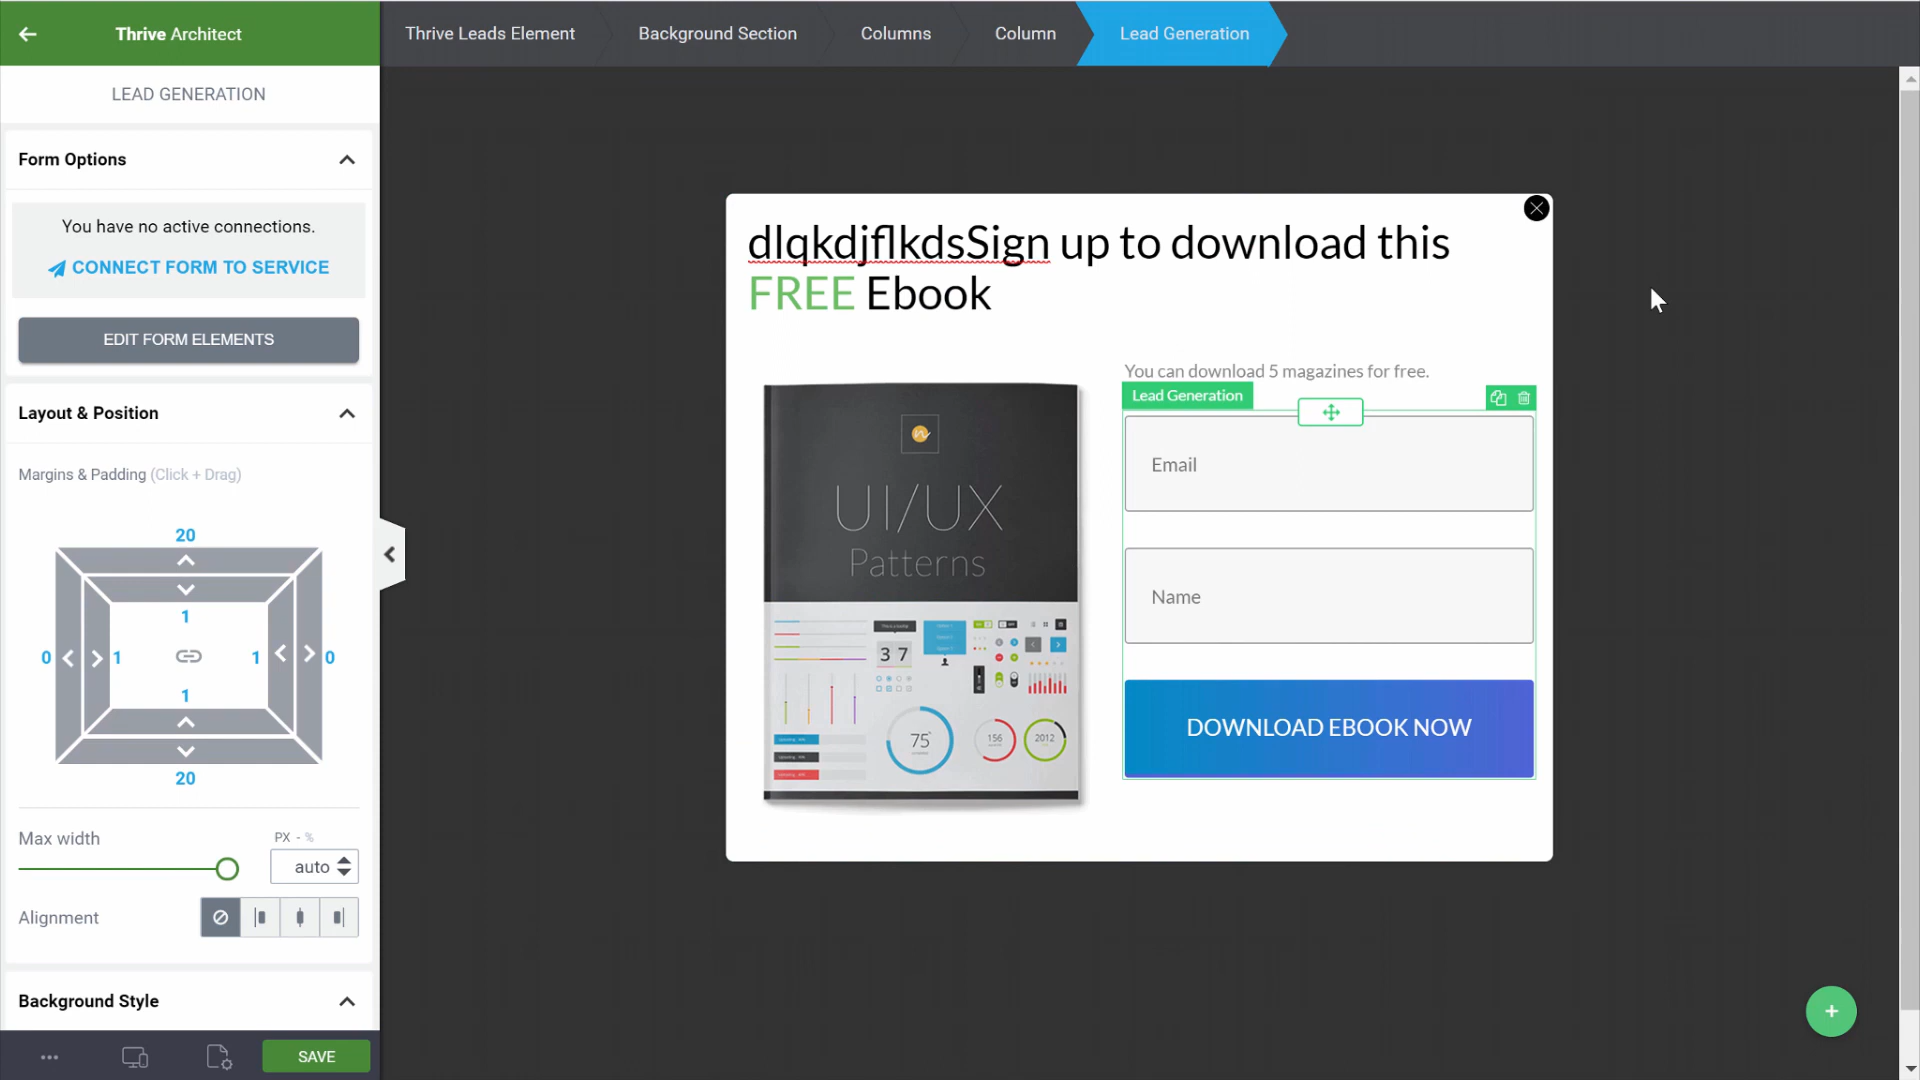 Thrive Architect
Thrive Leads Element
Background Section
Columns
Column
Lead Generation
LEAD GENERATION
Form Options
You have no active connections.
CONNECT FORM TO SERVICE
EDIT FORM ELEMENTS
Layout & Position
Margins & Padding (Click + Drag)
20
1
0
1
1
0
1
20
Max width
PX - %
auto
Alignment
Background Style
SAVE
dlqkdjflkdsSign up to download this
FREE Ebook
You can download 5 magazines for free.
Lead Generation
Email
Name
DOWNLOAD EBOOK NOW
UI/UX
Patterns
37
75
156
2012